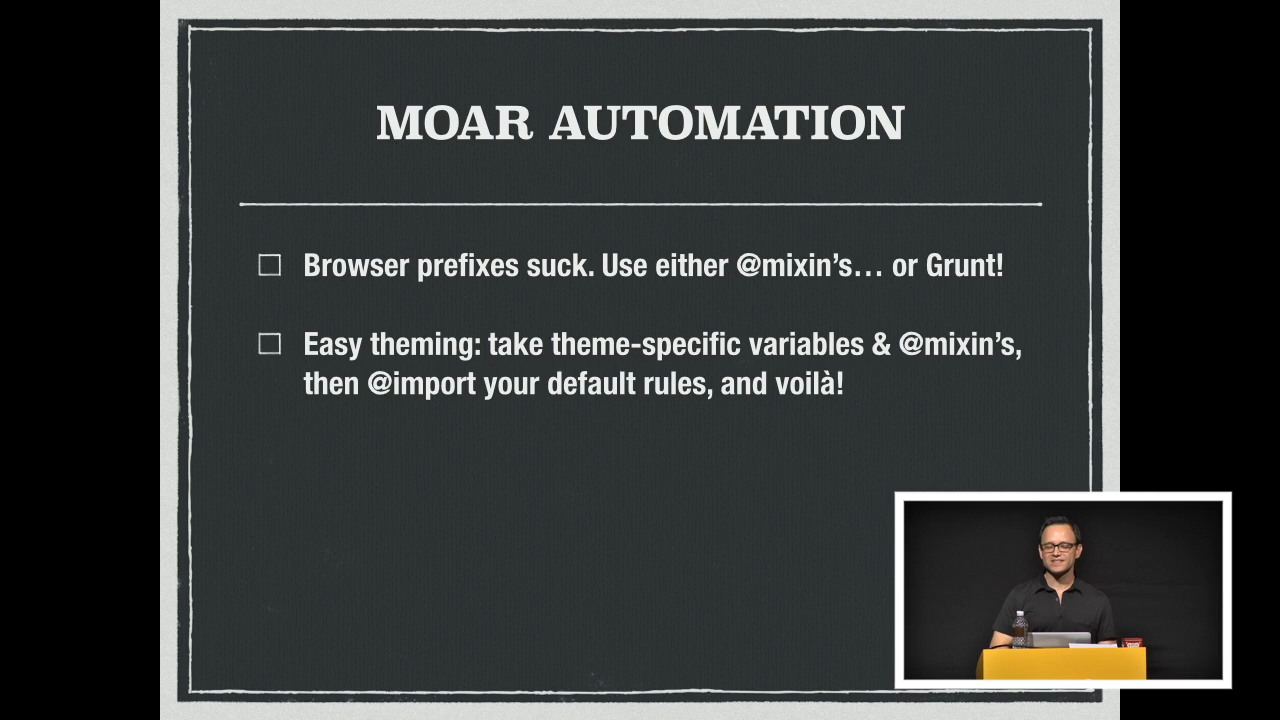 MOAR AUTOMATION
Browser prefixes suck. Use either @mixin’s… or Grunt!
Easy theming: take theme-specific variables & @mixin’s,
then @import your default rules, and voilà!